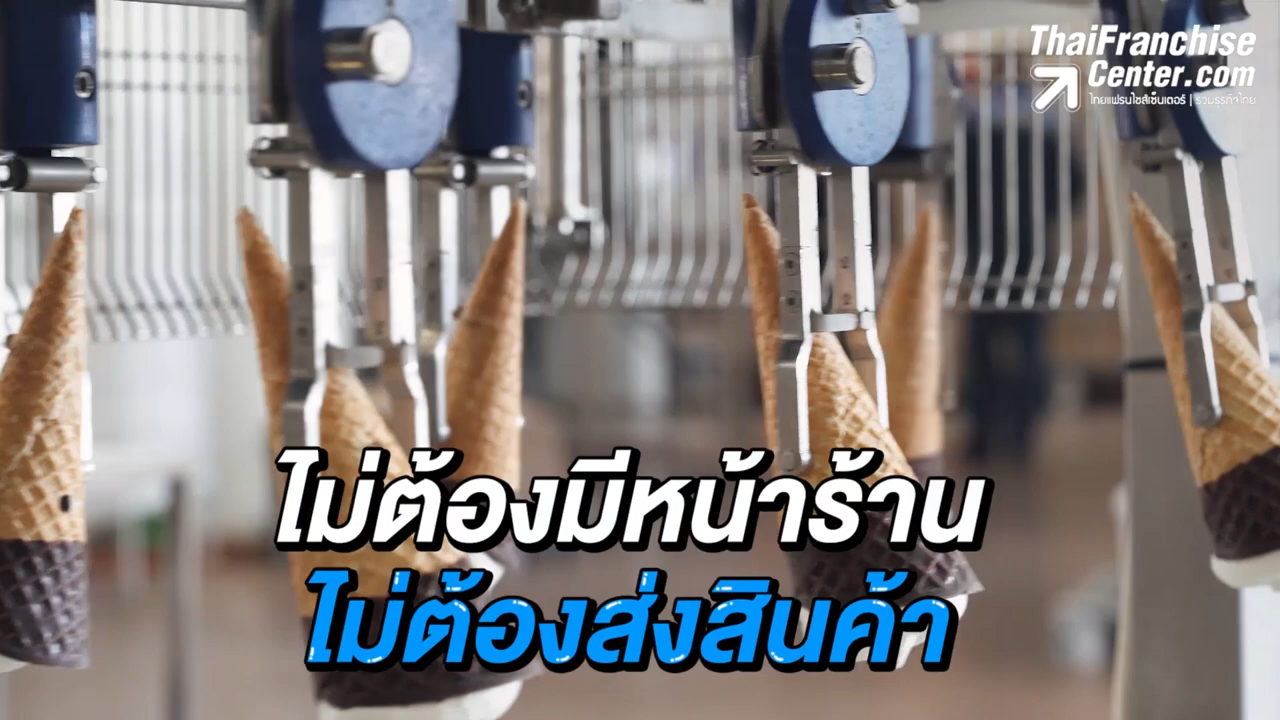 ThaiFranchise
Center.com
ไทยแฟรนไชส์เซ็นเตอร์ | รวมธุรกิจไทย
ไม่ต้องมีหน้าร้าน
ไม่ต้องส่งสินค้า